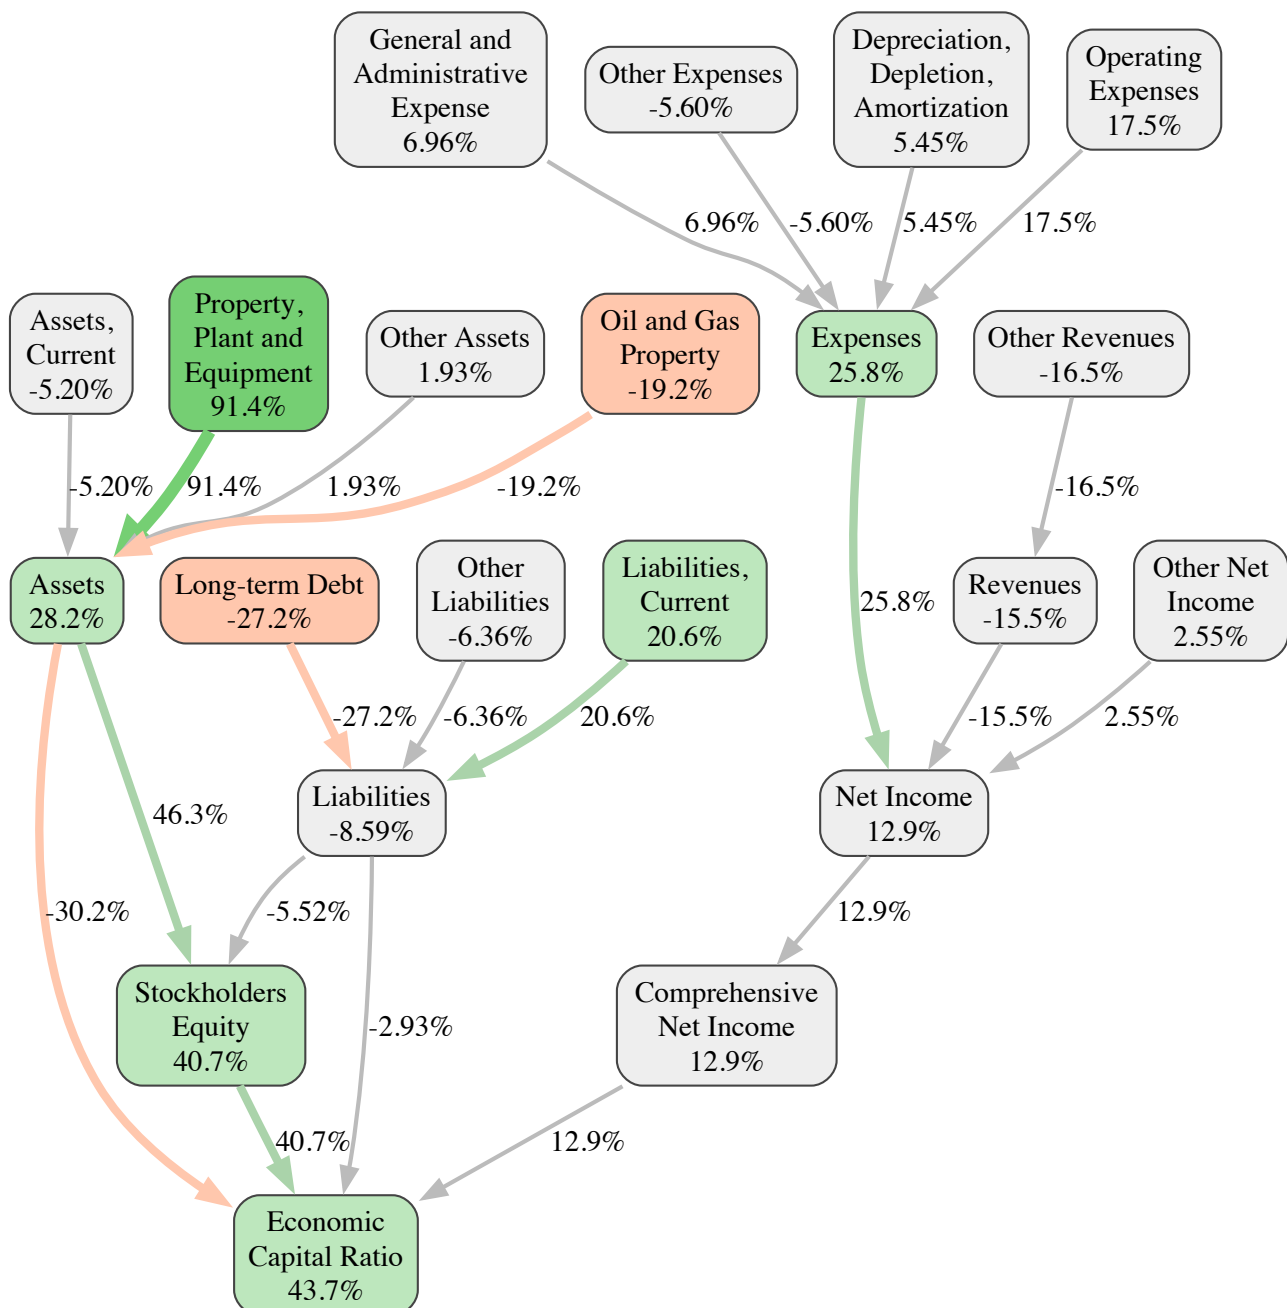 General and
Administrative
Expense
6.96%
Other Expenses
-5.60%
Depreciation,
Depletion,
Amortization
5.45%
Operating
Expenses
17.5%
6.96%
-5.60%
5.45%
17.5%
Assets,
Current
-5.20%
Property,
Plant and
Equipment
91.4%
Other Assets
1.93%
Oil and Gas
Property
-19.2%
Expenses
25.8%
Other Revenues
-16.5%
-5.20%
91.4%
1.93%
-19.2%
-16.5%
Assets
28.2%
Long-term Debt
-27.2%
Other
Liabilities
-6.36%
Liabilities,
Current
20.6%
25.8%
Revenues
-15.5%
Other Net
Income
2.55%
-27.2%
-6.36%
20.6%
-15.5%
2.55%
46.3%
Liabilities
-8.59%
Net Income
12.9%
-30.2%
-5.52%
12.9%
Stockholders
Equity
40.7%
-2.93%
Comprehensive
Net Income
12.9%
40.7%
12.9%
Economic
Capital Ratio
43.7%